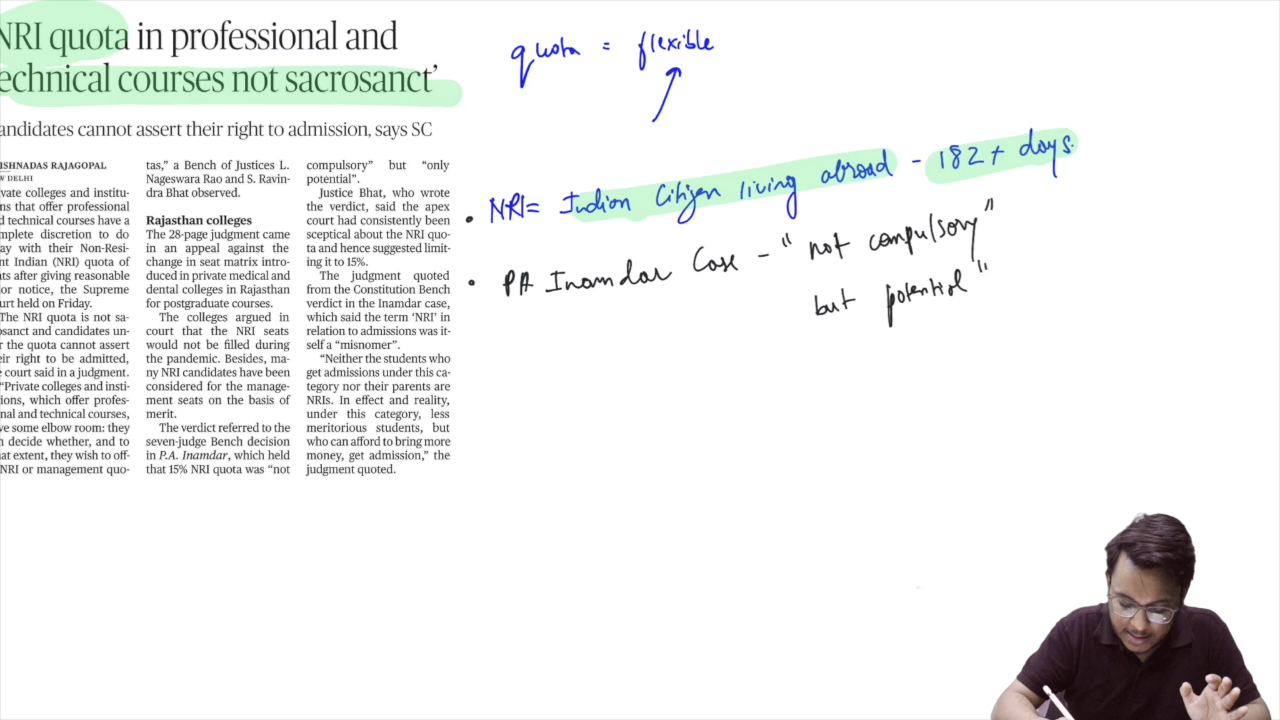 NRI quota in professional and
echnical courses not sacrosanct’
andidates cannot assert their right to admission, says SC
ISHNADAS RAJAGOPAL
W DELHI
vate colleges and institu-
ns that offer professional
d technical courses have a
mplete discretion to do
ay with their Non-Resi-
nt Indian (NRI) quota of
ts after giving reasonable
or notice, the Supreme
urt held on Friday.
The NRI quota is not sa-
osanct and candidates un-
r the quota cannot assert
eir right to be admitted,
e court said in a judgment.
“Private colleges and insti-
ions, which offer profes-
nal and technical courses,
ve some elbow room: they
n decide whether, and to
at extent, they wish to off-
NRI or management quo-
tas,” a Bench of Justices L.
Nageswara Rao and S. Ravin-
dra Bhat observed.
Rajasthan colleges
The 28-page judgment came
in an appeal against the
change in seat matrix intro-
duced in private medical and
dental colleges in Rajasthan
for postgraduate courses.
The colleges argued in
court that the NRI seats
would not be filled during
the pandemic. Besides, ma-
ny NRI candidates have been
considered for the manage-
ment seats on the basis of
merit.
The verdict referred to the
seven-judge Bench decision
in P.A. Inamdar, which held
that 15% NRI quota was “not
compulsory” but “only
potential”.
Justice Bhat, who wrote
the verdict, said the apex
court had consistently been
sceptical about the NRI quo-
ta and hence suggested limit-
ing it to 15%.
The judgment quoted
from the Constitution Bench
verdict in the Inamdar case,
which said the term ‘NRI’ in
relation to admissions was it-
self a “misnomer”.
“Neither the students who
get admissions under this ca-
tegory nor their parents are
NRIs. In effect and reality,
under this category, less
meritorious students, but
who can afford to bring more
money, get admission,” the
judgment quoted.
quota = flexible
• NRI= Indian Citizen living abroad - 182+ days.
• PA Inamdar Case - “not compulsory”
but potential”